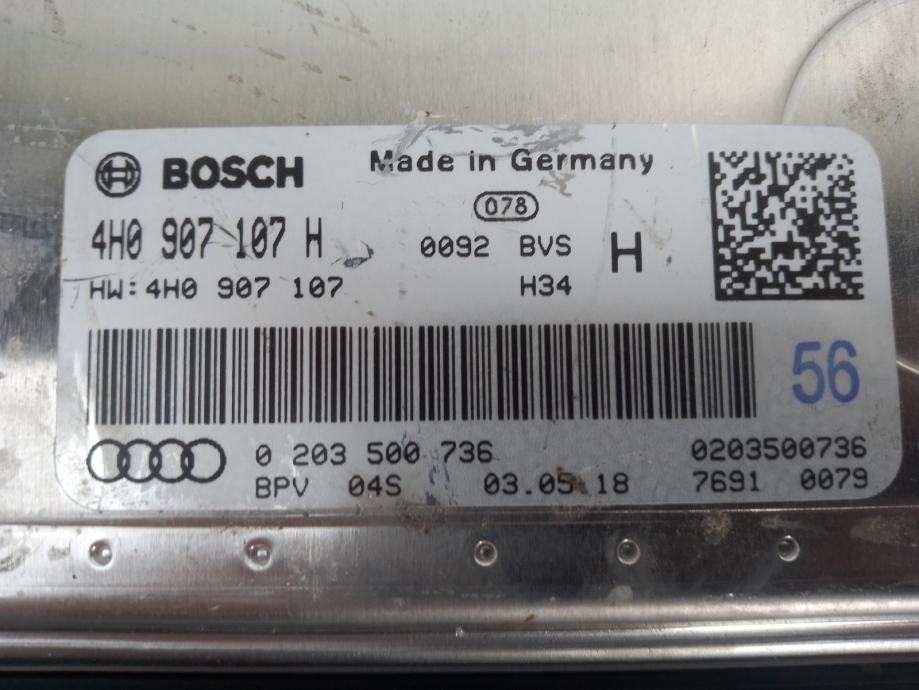 BOSCH Made in Germany
078
4H0 907 107 H 0092 BVS H
HW:4H0 907 107 H34
56
0 203 500 736 0203500736
BPV 04S 03.05.18 7691 0079